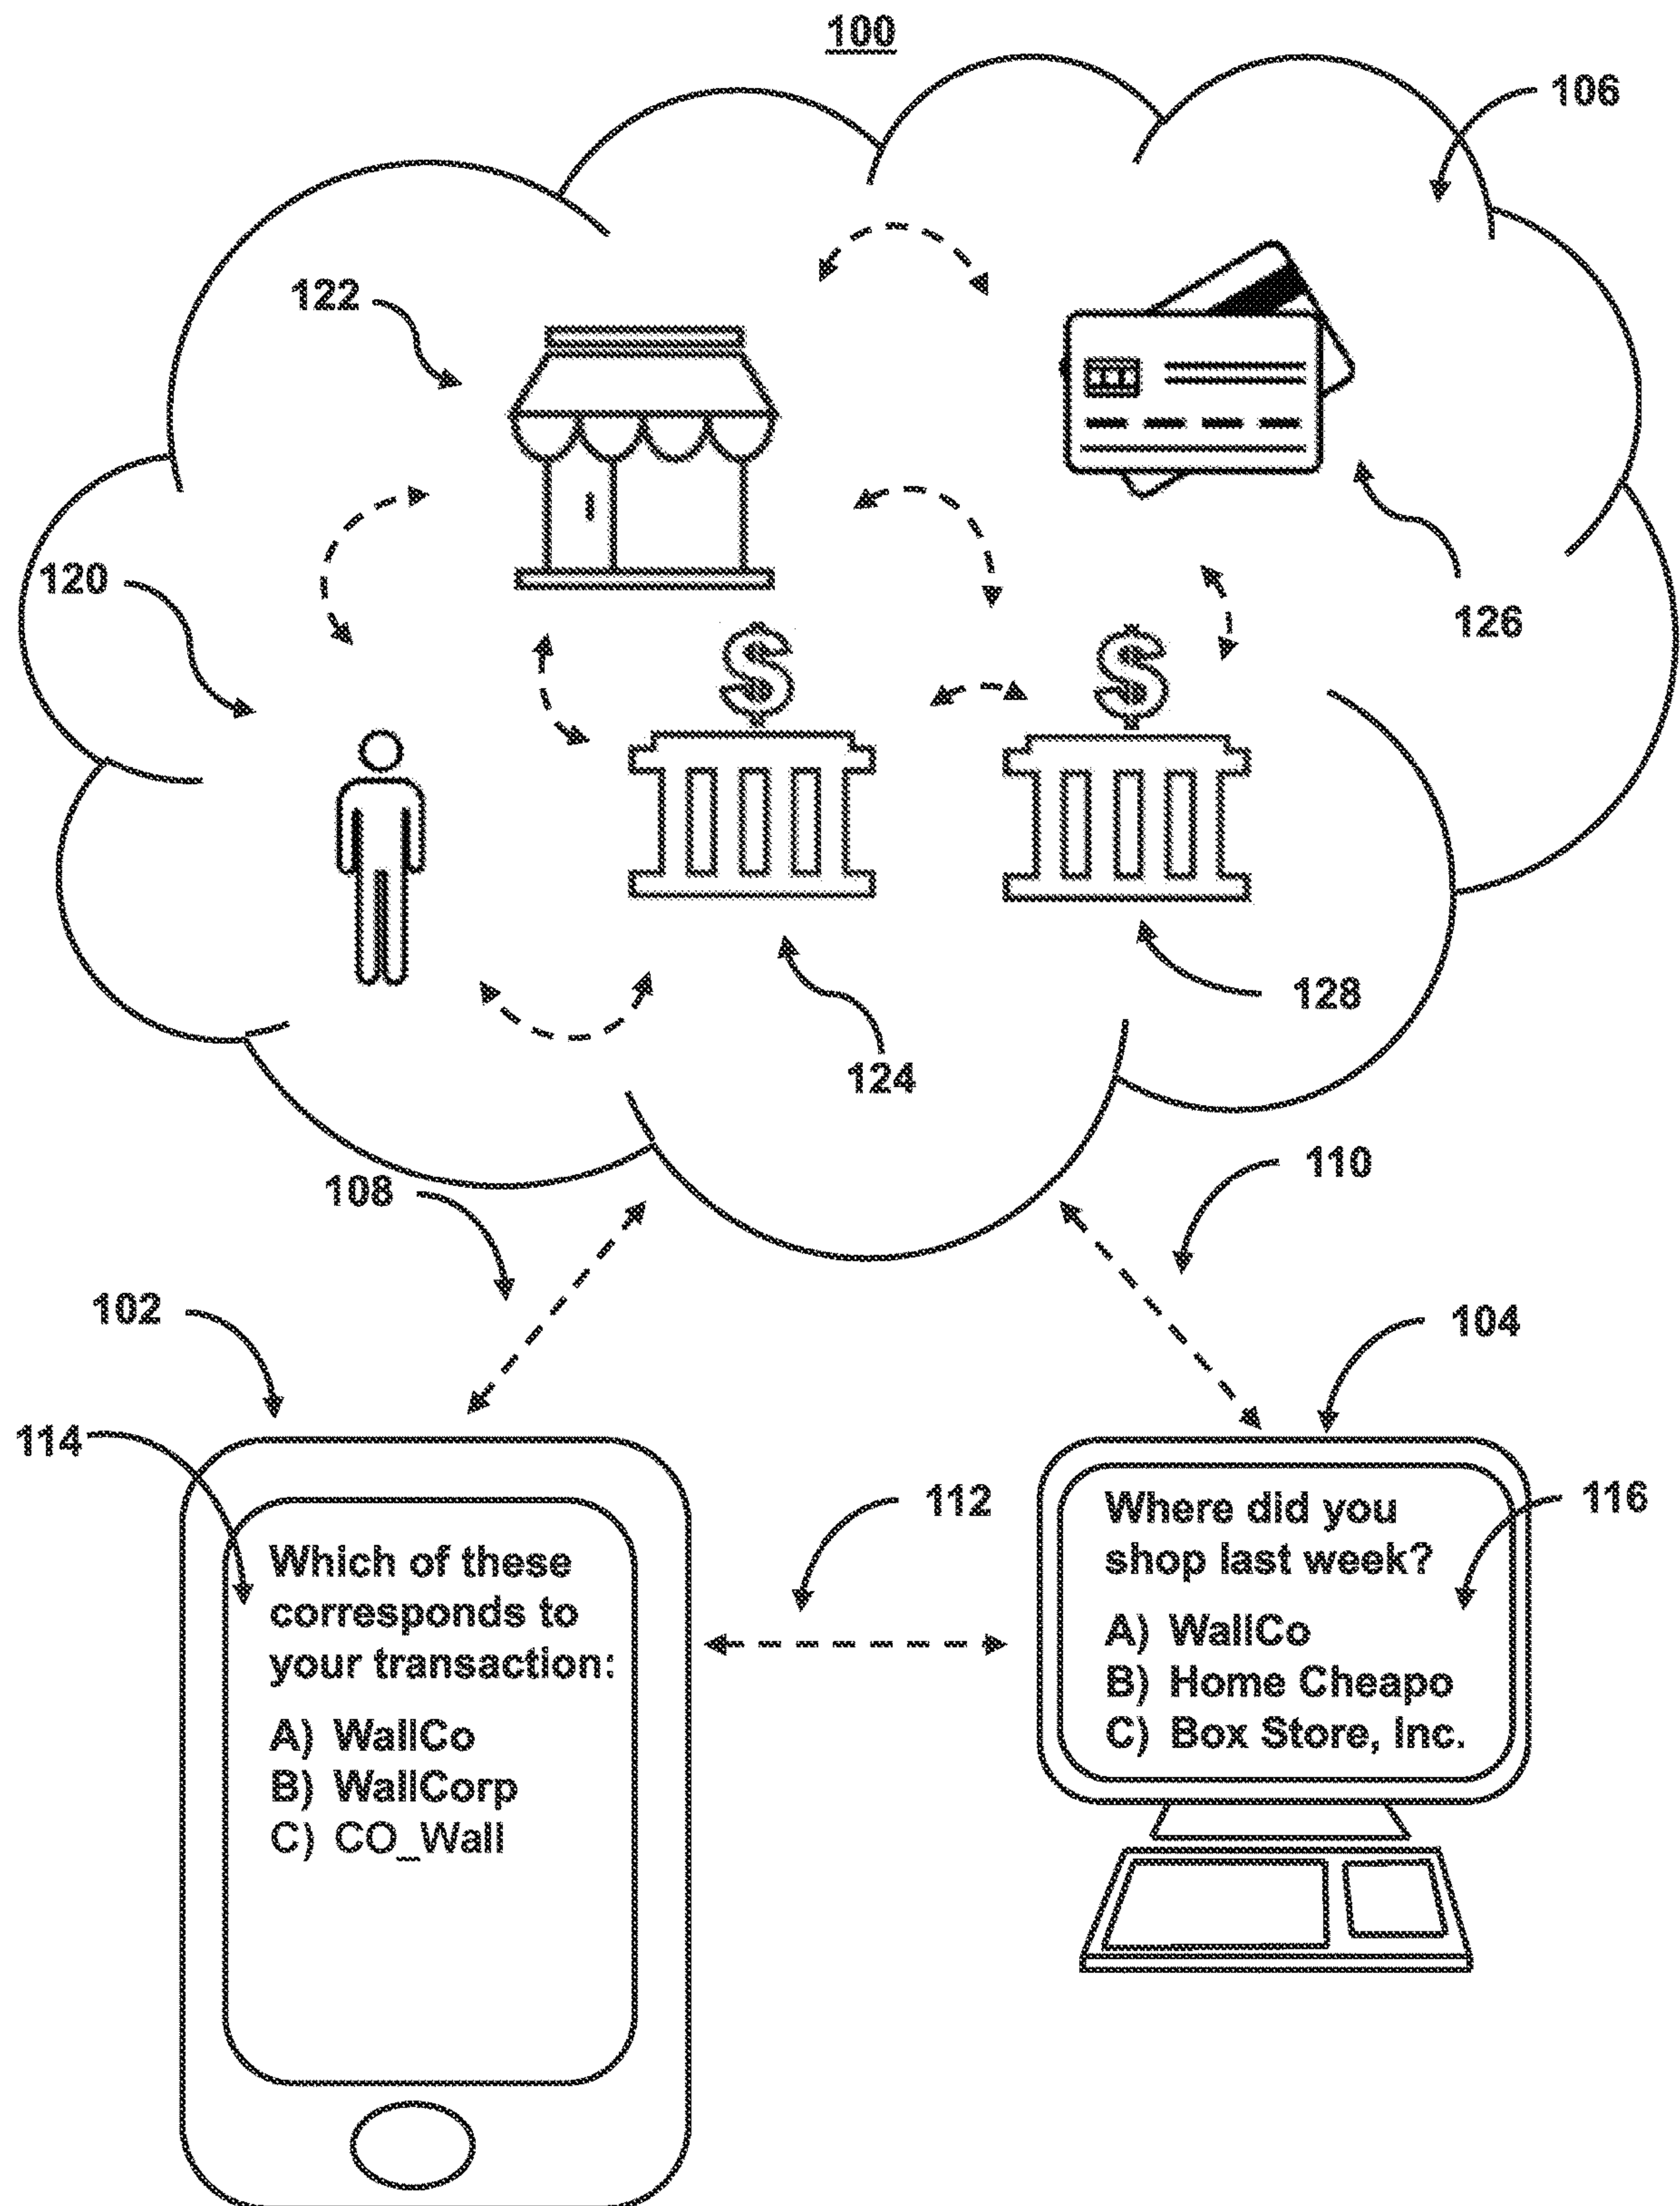 100
106
122
120
126
128
124
108
110
102
104
114
112
116
Which of these
corresponds to
your transaction:
A) WallCo
B) WallCorp
C) CO_Wall
Where did you
shop last week?
A) WallCo
B) Home Cheapo
C) Box Store, Inc.
$
$